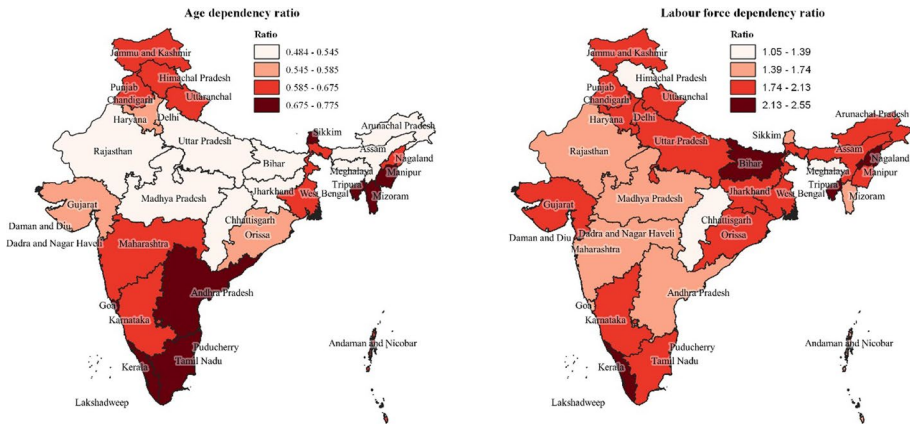 Age dependency ratio
Ratio
0.484 - 0.545
0.545 - 0.585
0.585 - 0.675
0.675 - 0.775
Jammu and Kashmir
Himachal Pradesh
Punjab
Chandigarh
Uttaranchal
Haryana
Delhi
Rajasthan
Uttar Pradesh
Sikkim
Arunachal Pradesh
Assam
Nagaland
Bihar
Meghalaya
Manipur
Tripura
Jharkhand
West Bengal
Mizoram
Gujarat
Madhya Pradesh
Chhattisgarh
Orissa
Daman and Diu
Dadra and Nagar Haveli
Maharashtra
Andhra Pradesh
Goa
Karnataka
Puducherry
Andaman and Nicobar
Kerala
Tamil Nadu
Lakshadweep
Labour force dependency ratio
Ratio
1.05 - 1.39
1.39 - 1.74
1.74 - 2.13
2.13 - 2.55
Jammu and Kashmir
Himachal Pradesh
Punjab
Chandigarh
Uttaranchal
Haryana
Delhi
Rajasthan
Uttar Pradesh
Sikkim
Arunachal Pradesh
Assam
Nagaland
Bihar
Meghalaya
Manipur
Tripura
Jharkhand
West Bengal
Mizoram
Gujarat
Madhya Pradesh
Chhattisgarh
Orissa
Daman and Diu
Dadra and Nagar Haveli
Maharashtra
Andhra Pradesh
Goa
Karnataka
Puducherry
Andaman and Nicobar
Kerala
Tamil Nadu
Lakshadweep